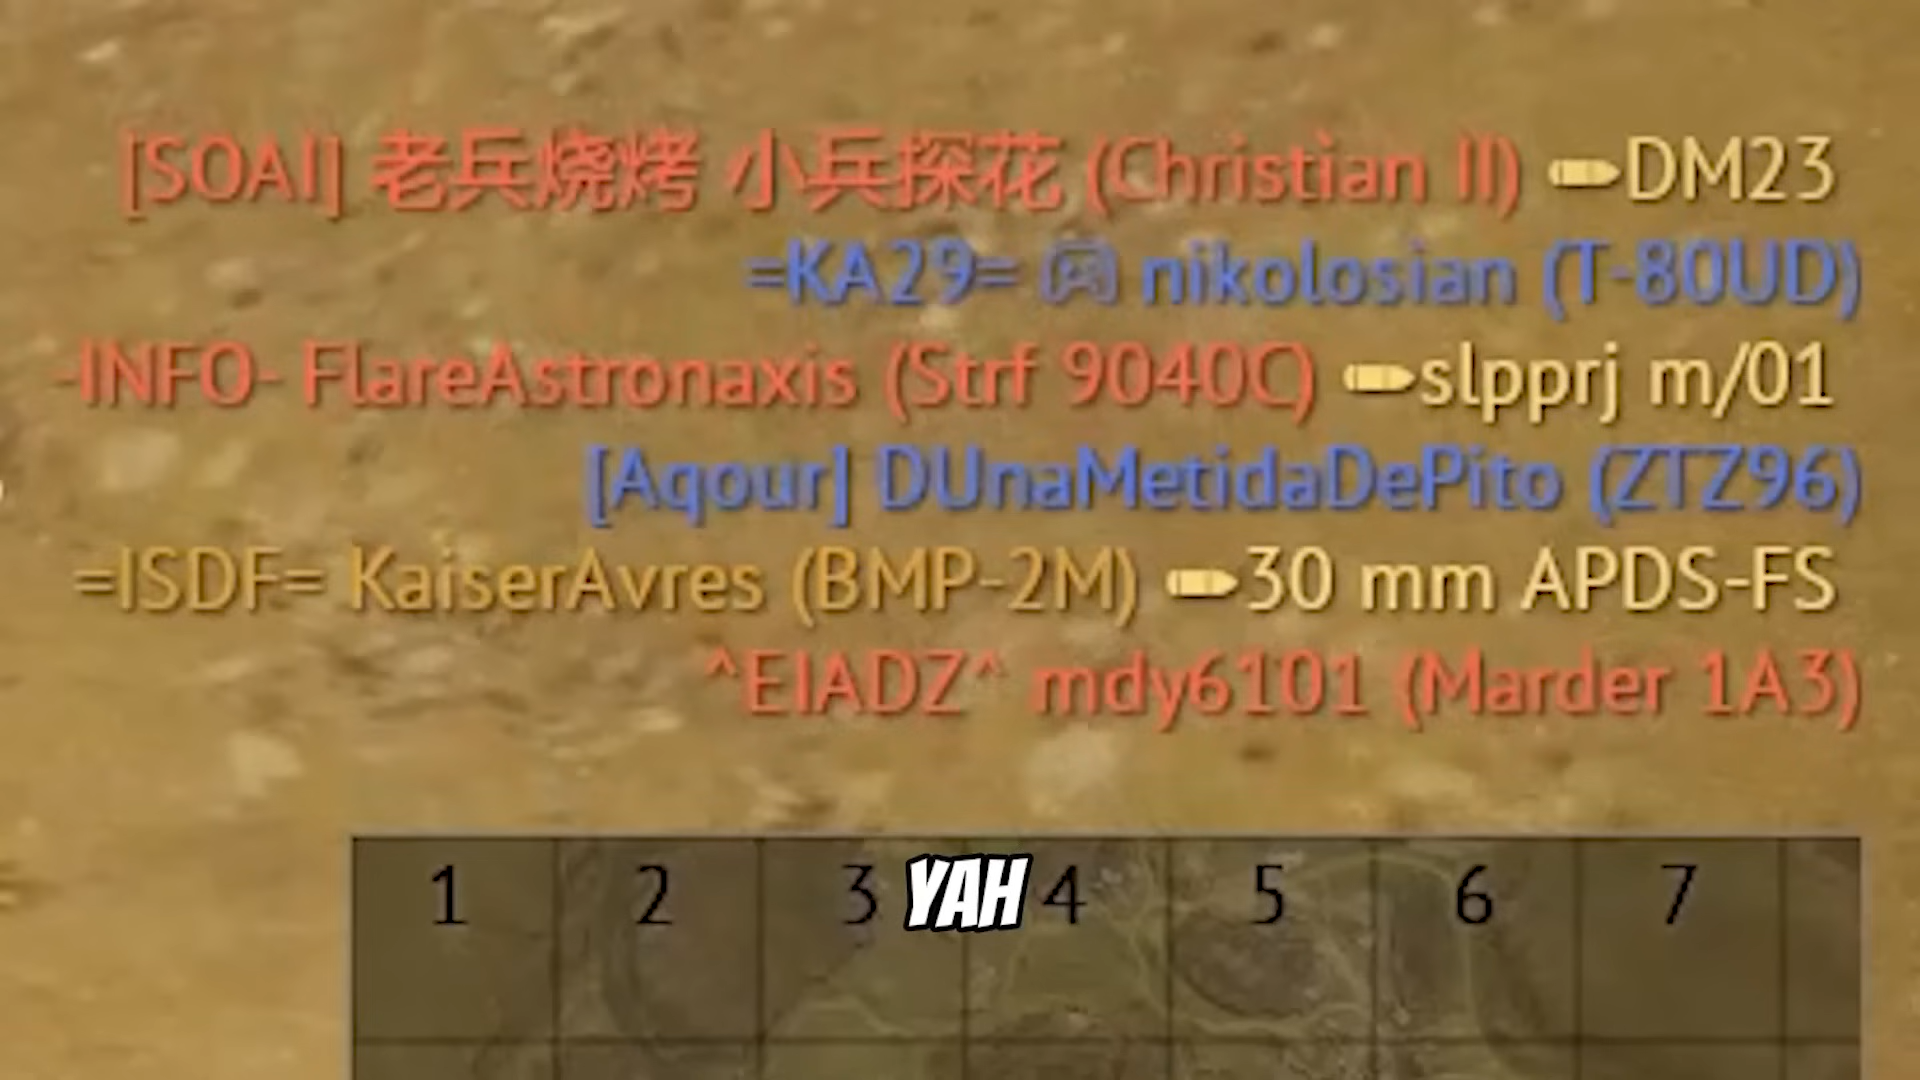 [SOAI] 老兵烧烤 小兵探花 (Christian II) DM23
=KA29= nikolosian (T-80UD)
-INFO- FlareAstronaxis (Strf 9040C) slpprj m/01
[Aqour] DUnaMetidaDePito (ZTZ96)
=ISDF= KaiserAvres (BMP-2M) 30 mm APDS-FS
^EIADZ^ mdy6101 (Marder 1A3)
1 2 3 YAH 4 5 6 7